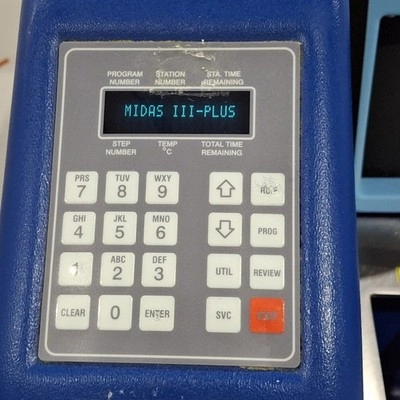 PROGRAM NUMBER STATION NUMBER STA. TIME REMAINING
MIDAS III-PLUS
STEP NUMBER TEMP °C TOTAL TIME REMAINING
PRS 7 TUV 8 WXY 9
GHI 4 JKL 5 MNO 6 PROG
1 ABC 2 DEF 3 UTIL REVIEW
CLEAR 0 ENTER SVC